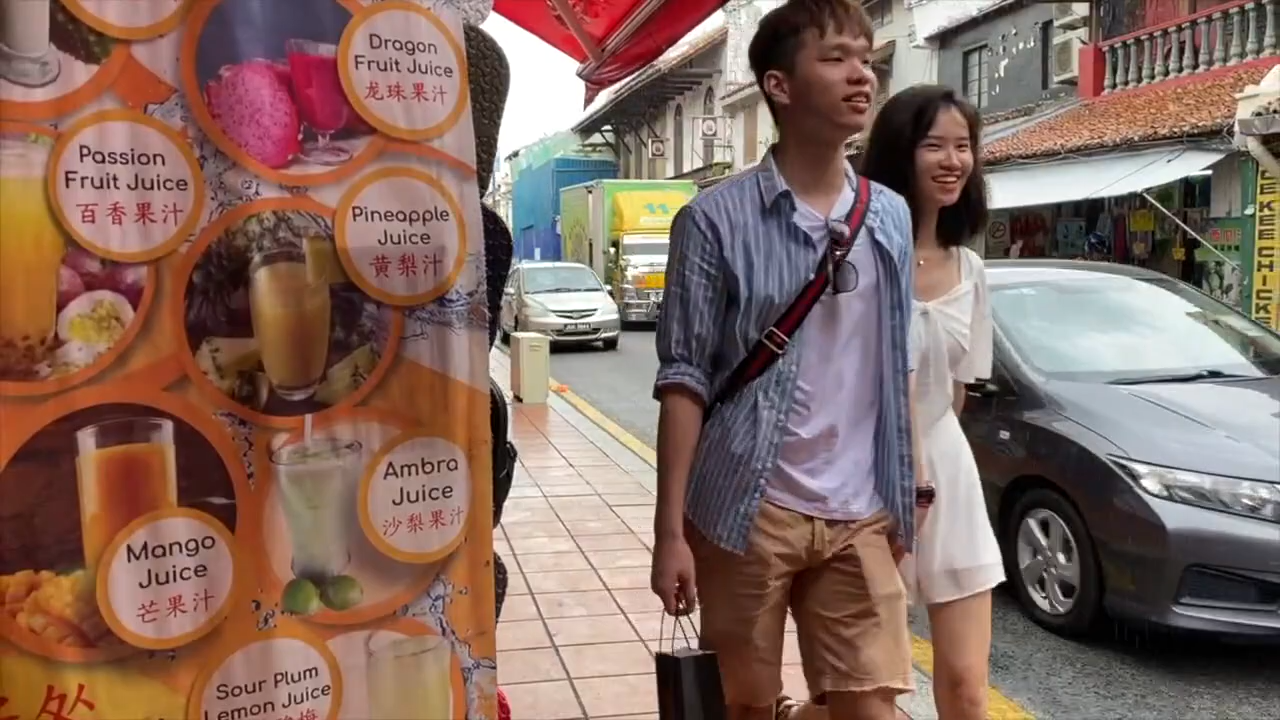 Dragon
Fruit Juice
龙珠果汁
Passion
Fruit Juice
百香果汁
Pineapple
Juice
黄梨汁
Ambra
Juice
沙梨果汁
Mango
Juice
芒果汁
Sour Plum
Lemon Juice
处